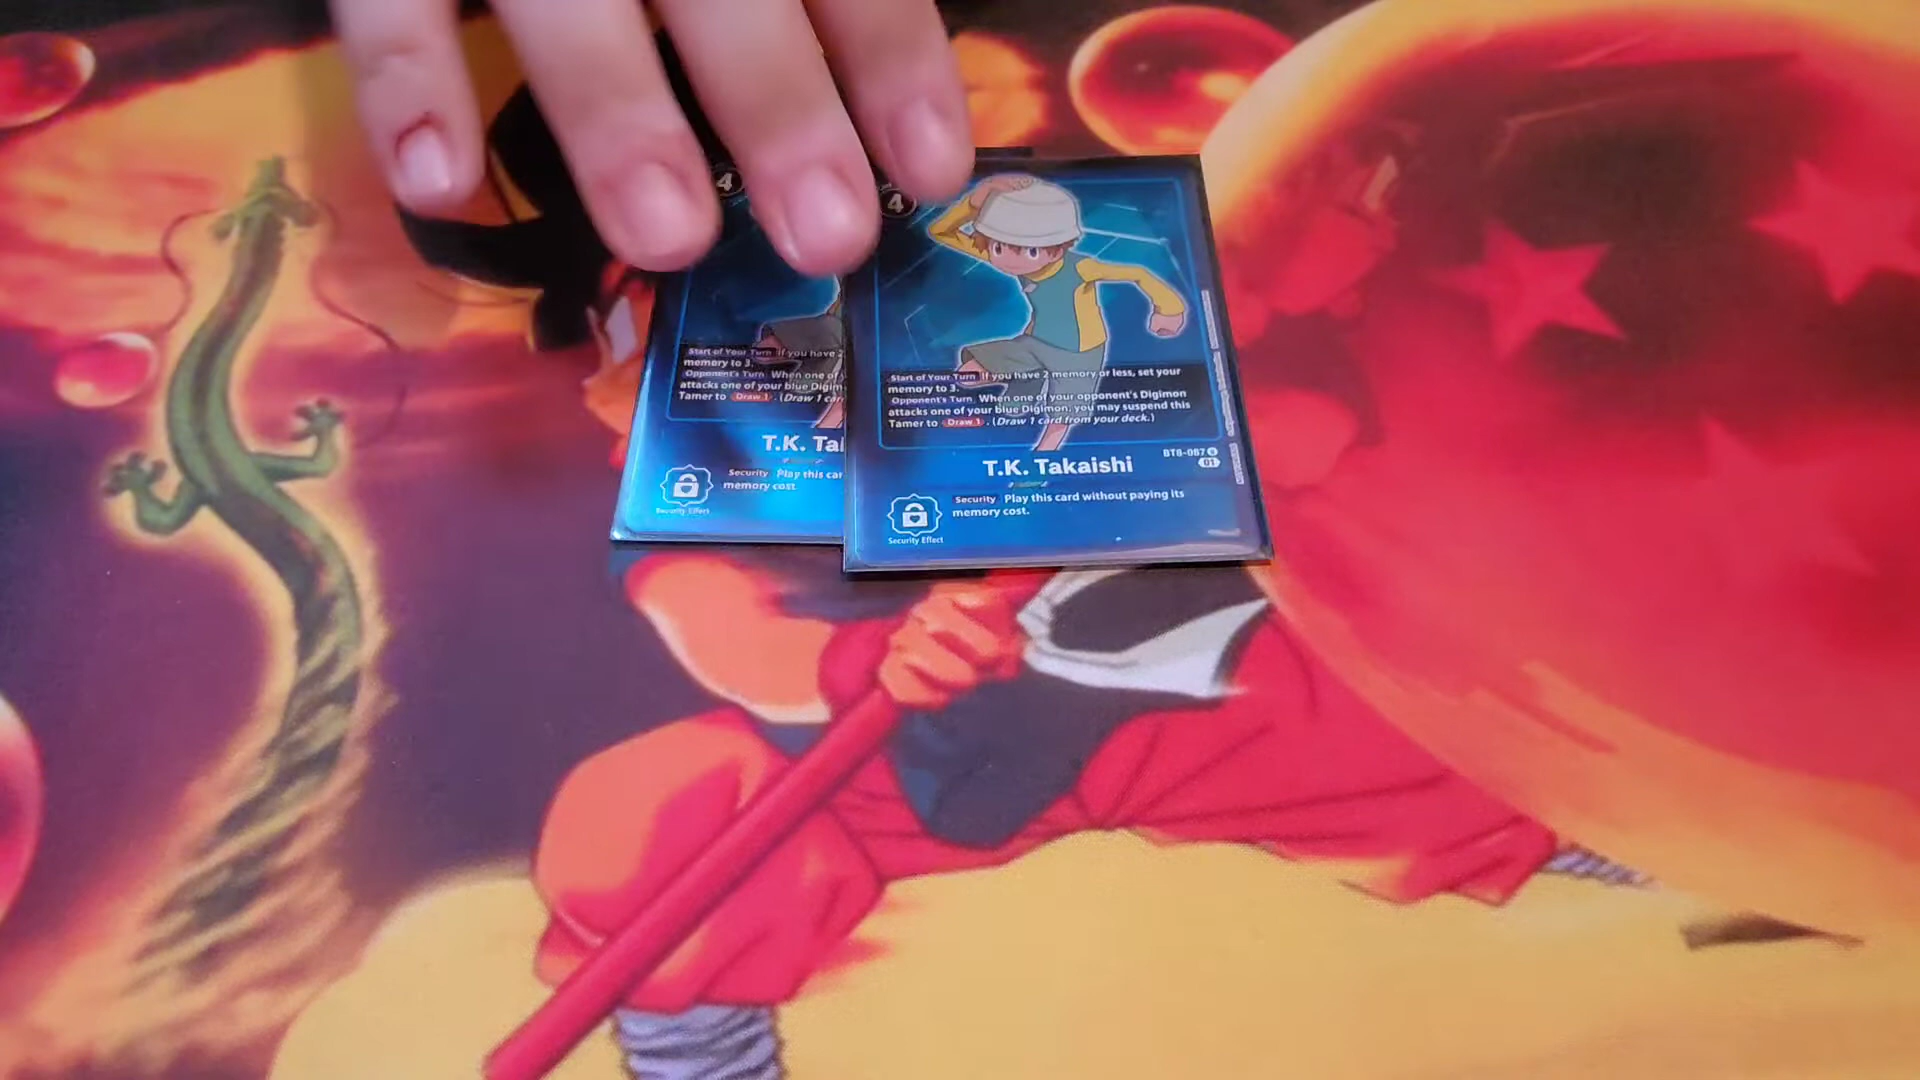 4
Start of Your Turn If you have 2
memory to 3.
Opponent's Turn When one of y
attacks one of your blue Digim
Tamer to Draw 1. (Draw 1 car
T.K. Tal
Security Play this car
memory cost.
Security Effect
4
Start of Your Turn If you have 2 memory or less, set your
memory to 3.
Opponent's Turn When one of your opponent's Digimon
attacks one of your blue Digimon, you may suspend this
Tamer to Draw 1. (Draw 1 card from your deck.)
BT8-087 R
01
T.K. Takaishi
Security Play this card without paying its
memory cost.
Security Effect